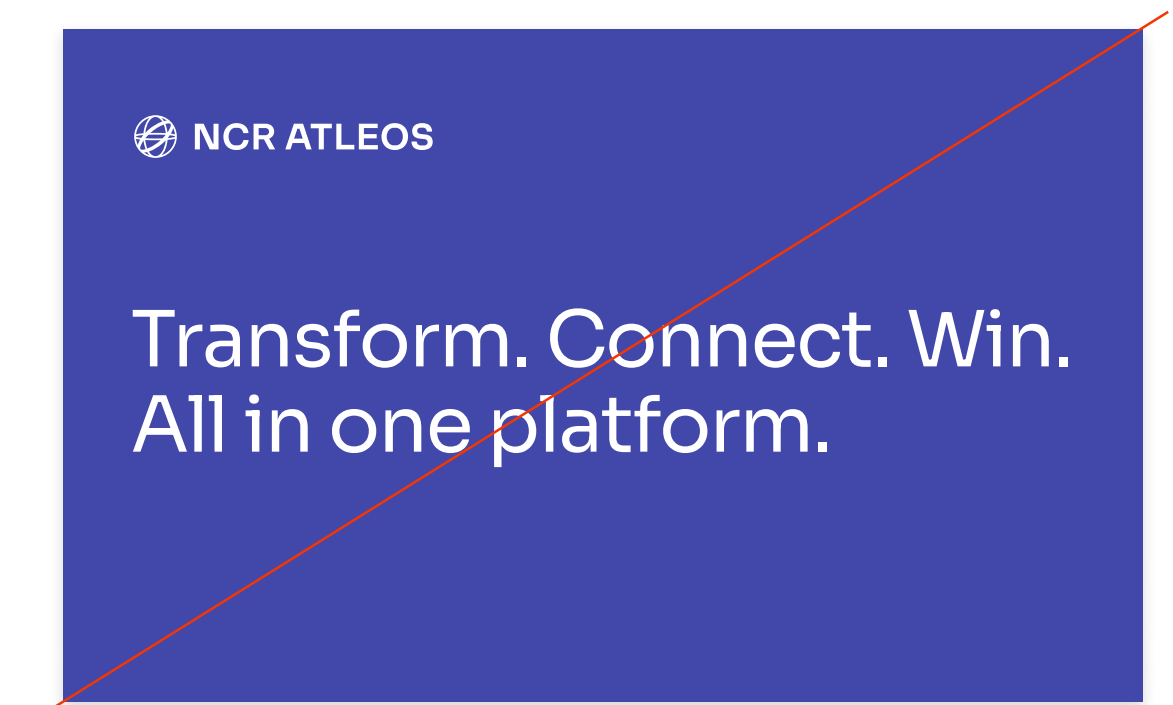 NCR ATLEOS
Transform. Connect. Win.
All in one platform.